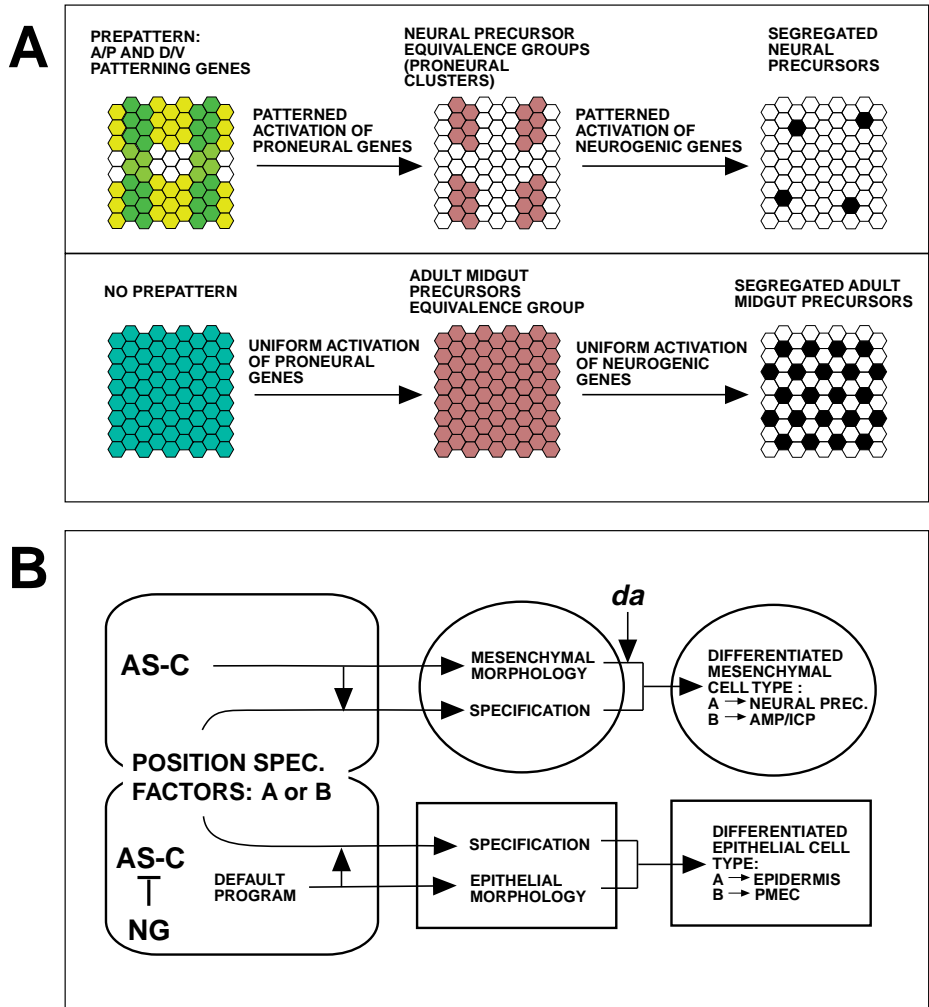 A
PREPATTERN:
A/P AND D/V
PATTERNING GENES
PATTERNED
ACTIVATION OF
PRONEURAL GENES
NEURAL PRECURSOR
EQUIVALENCE GROUPS
(PRONEURAL
CLUSTERS)
PATTERNED
ACTIVATION OF
NEUROGENIC GENES
SEGREGATED
NEURAL
PRECURSORS
NO PREPATTERN
UNIFORM ACTIVATION
OF PRONEURAL
GENES
ADULT MIDGUT
PRECURSORS
EQUIVALENCE GROUP
UNIFORM ACTIVATION
OF NEUROGENIC
GENES
SEGREGATED ADULT
MIDGUT PRECURSORS
B
AS-C
POSITION SPEC.
FACTORS: A or B
AS-C
NG
DEFAULT
PROGRAM
MESENCHYMAL
MORPHOLOGY
SPECIFICATION
da
DIFFERENTIATED
MESENCHYMAL
CELL TYPE :
A → NEURAL PREC.
B → AMP/ICP
SPECIFICATION
EPITHELIAL
MORPHOLOGY
DIFFERENTIATED
EPITHELIAL CELL
TYPE:
A → EPIDERMIS
B → PMEC